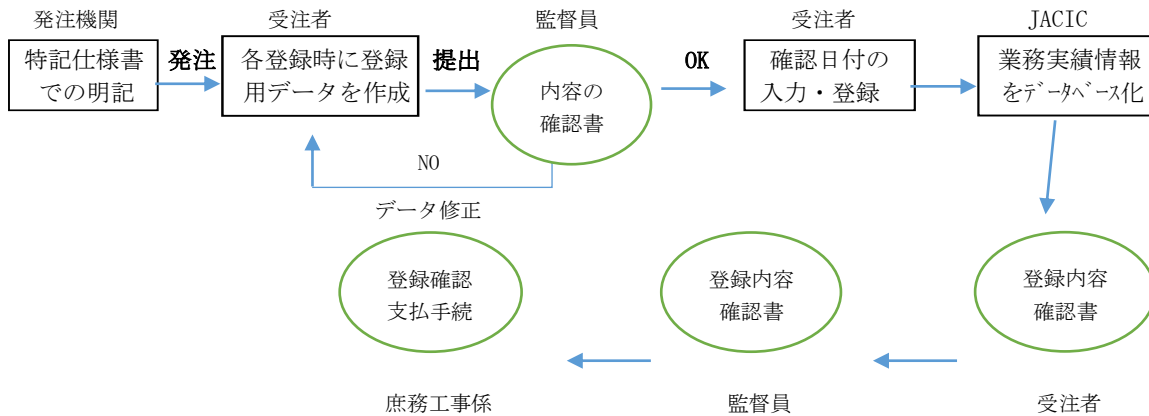 発注機関
受注者
監督員
受注者
JACIC
特記仕様書
での明記
発注
各登録時に登録
用データを作成
提出
内容の
確認書
OK
確認日付の
入力・登録
業務実績情報
をﾃﾞｰﾀﾍﾞｰｽ化
NO
データ修正
登録確認
支払手続
登録内容
確認書
登録内容
確認書
庶務工事係
監督員
受注者